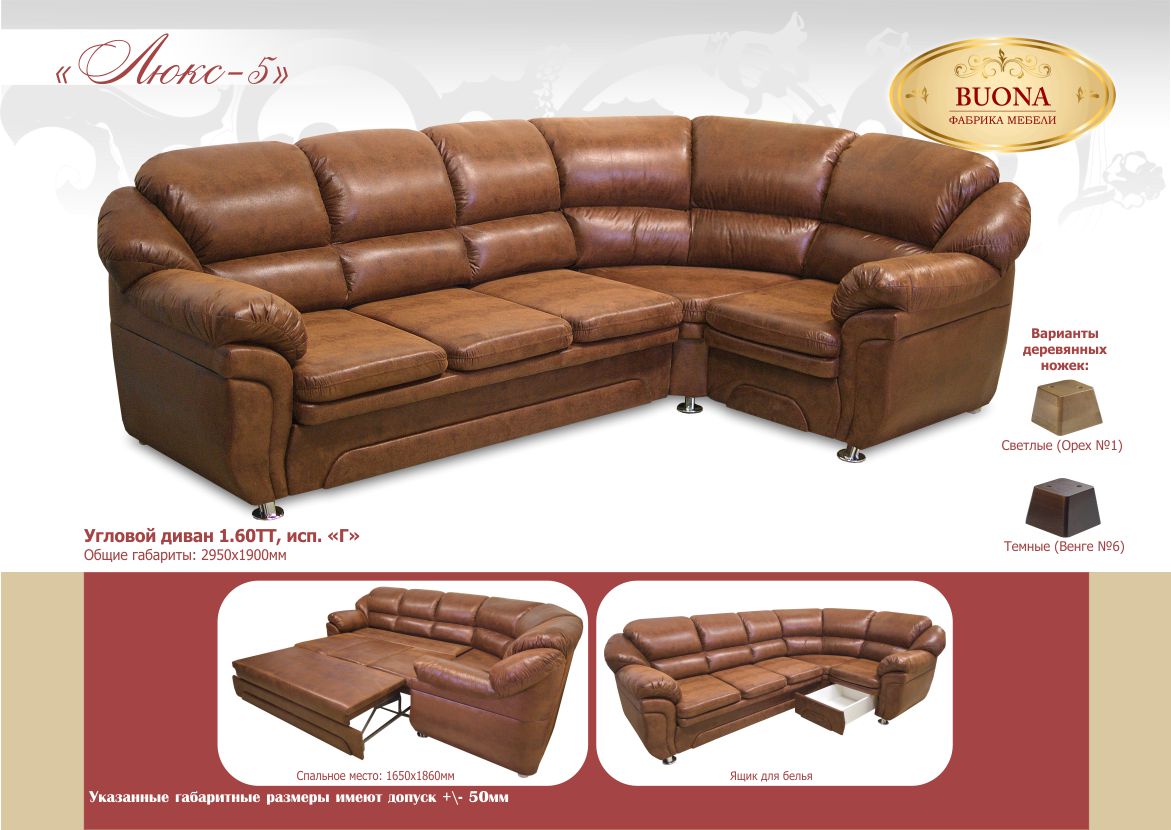 «Люкс-5»
BUONA
ФАБРИКА МЕБЕЛИ
Варианты
деревянных
ножек:
Светлые (Орех №1)
Темные (Венге №6)
Угловой диван 1.60ТТ, исп. «Г»
Общие габариты: 2950х1900мм
Спальное место: 1650х1860мм
Ящик для белья
Указанные габаритные размеры имеют допуск +\- 50мм